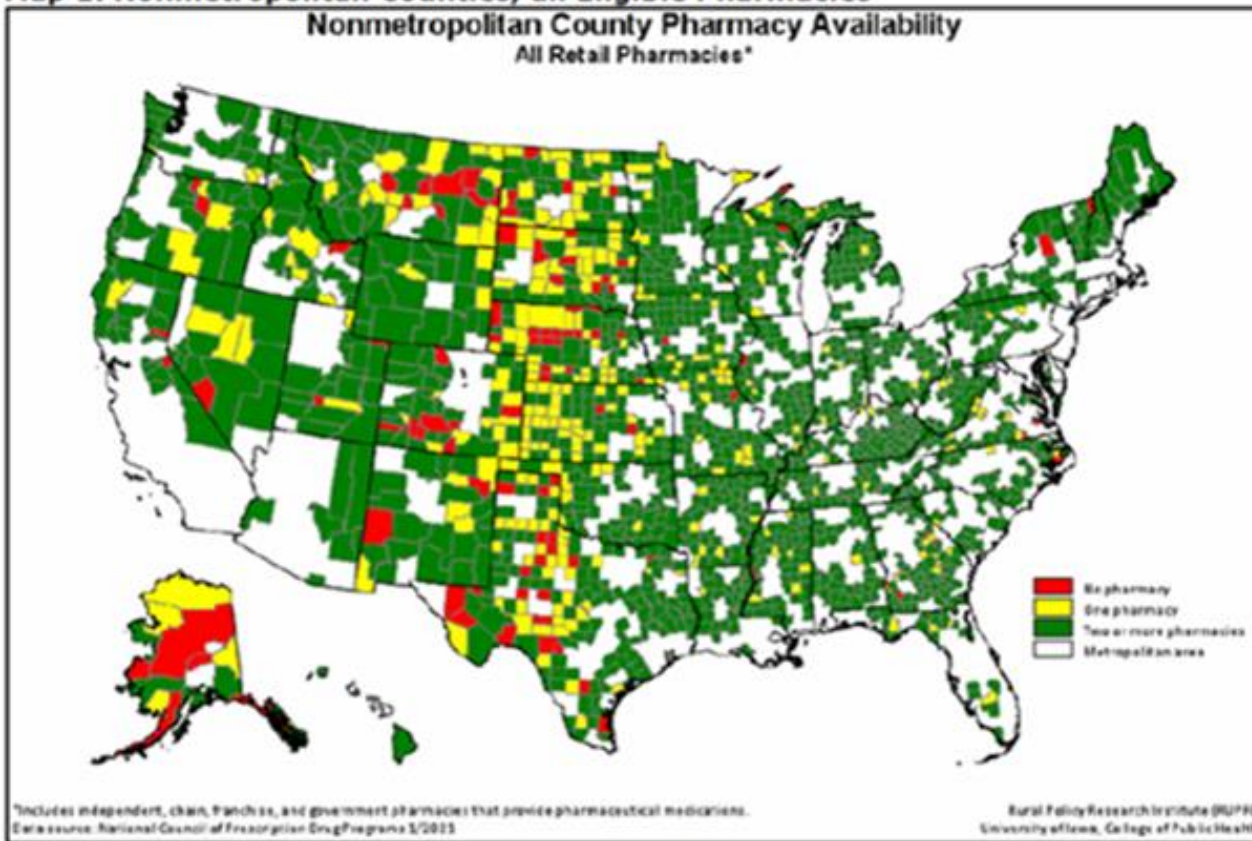 Nonmetropolitan County Pharmacy Availability
All Retail Pharmacies*
No pharmacy
One pharmacy
Two or more pharmacies
Metropolitan area
*Includes independent, chain, franchise, and government pharmacies that provide pharmaceutical medications.
Rural Policy Research Institute (RUPRI
Data source: National Council of Prescription Drug Programs
University of Iowa, College of Public Health